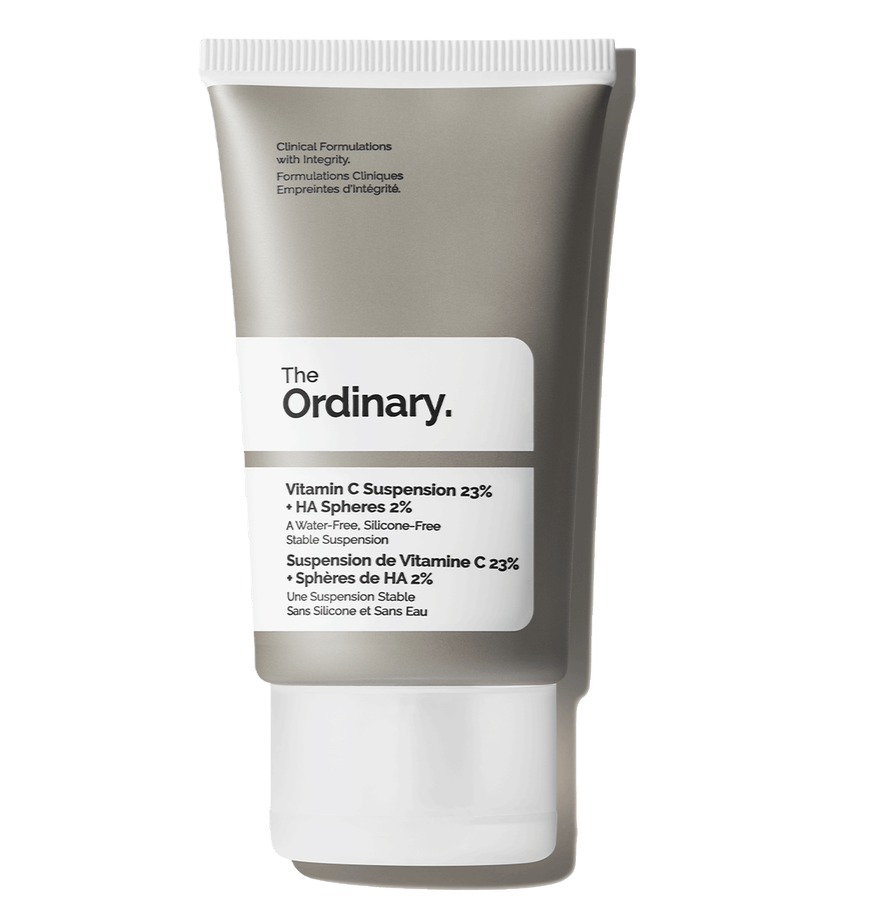 Clinical Formulations
with Integrity.
Formulations Cliniques
Empreintes d'Intégrité.
The
Ordinary.
Vitamin C Suspension 23%
+ HA Spheres 2%
A Water-Free, Silicone-Free
Stable Suspension
Suspension de Vitamine C 23%
+ Sphères de HA 2%
Une Suspension Stable
Sans Silicone et Sans Eau